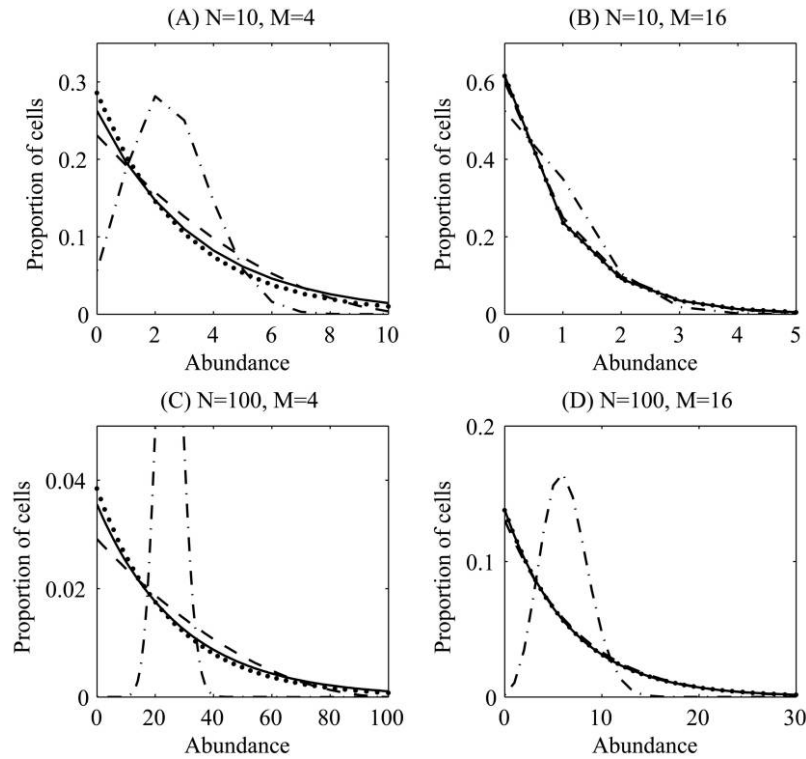 (A) N=10, M=4
Proportion of cells
0.3
0.2
0.1
0
0 2 4 6 8 10
Abundance
(B) N=10, M=16
Proportion of cells
0.6
0.4
0.2
0
0 1 2 3 4 5
Abundance
(C) N=100, M=4
Proportion of cells
0.04
0.02
0
0 20 40 60 80 100
Abundance
(D) N=100, M=16
Proportion of cells
0.2
0.1
0
0 10 20 30
Abundance